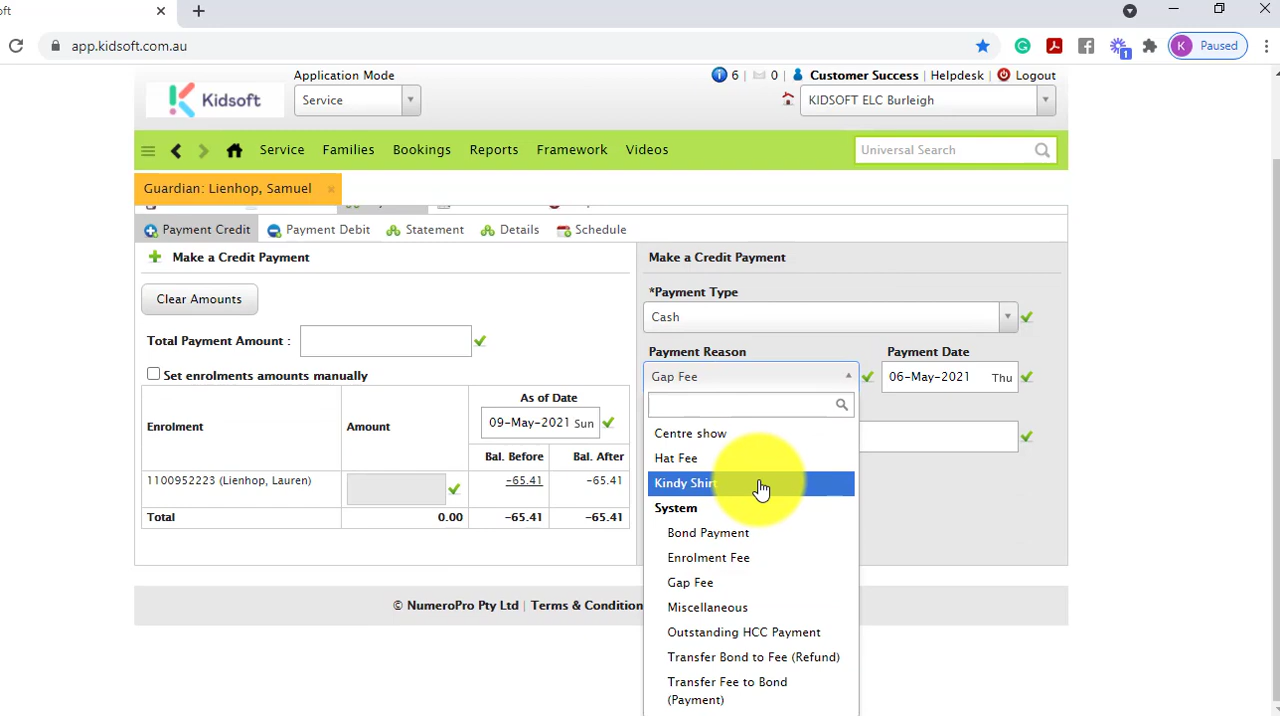 oft
app.kidsoft.com.au
1
K Paused
Kidsoft
Application Mode
Service
6 | 0 Customer Success | Helpdesk | Logout
KIDSOFT ELC Burleigh
Service Families Bookings Reports Framework Videos
Universal Search
Guardian: Lienhop, Samuel
Payment Credit Payment Debit Statement Details Schedule
Make a Credit Payment
Clear Amounts
Total Payment Amount :
Set enrolments amounts manually
Enrolment Amount As of Date
09-May-2021 Sun
Bal. Before Bal. After
1100952223 (Lienhop, Lauren) -65.41 -65.41
Total 0.00 -65.41 -65.41
Make a Credit Payment
*Payment Type
Cash
Payment Reason Payment Date
Gap Fee 06-May-2021 Thu
Centre show
Hat Fee
Kindy Shirt
System
Bond Payment
Enrolment Fee
Gap Fee
Miscellaneous
Outstanding HCC Payment
Transfer Bond to Fee (Refund)
Transfer Fee to Bond
(Payment)
© NumeroPro Pty Ltd | Terms & Condition